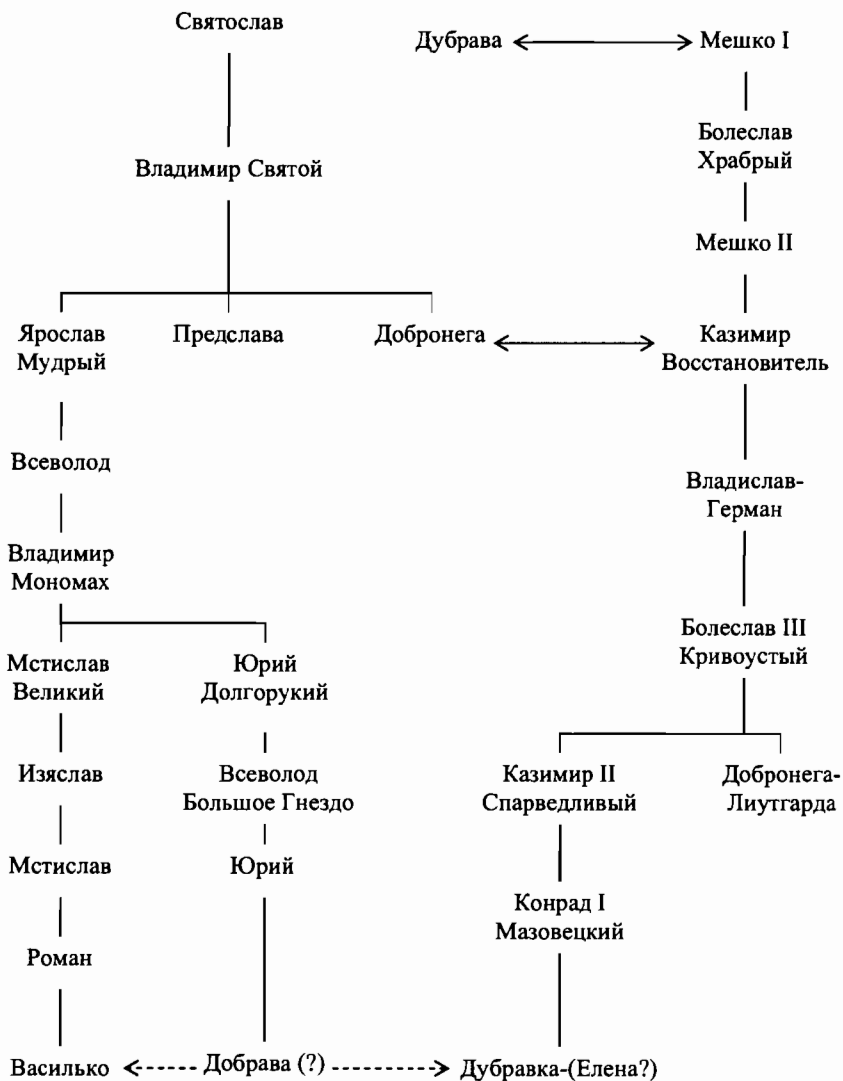 Святослав
Дубрава Мешко I
Болеслав
Храбрый
Владимир Святой
Мешко II
Ярослав Предслава Добронега Казимир
Мудрый Восстановитель
Всеволод
Владислав-
Герман
Владимир
Мономах
Болеслав III
Кривоустый
Мстислав Юрий
Великий Долгорукий
Изяслав Всеволод Казимир II Добронега-
Большое Гнездо Спарведливый Лиутгарда
Мстислав Юрий
Конрад I
Мазовецкий
Роман
Василько Добрава (?) Дубравка-(Елена?)